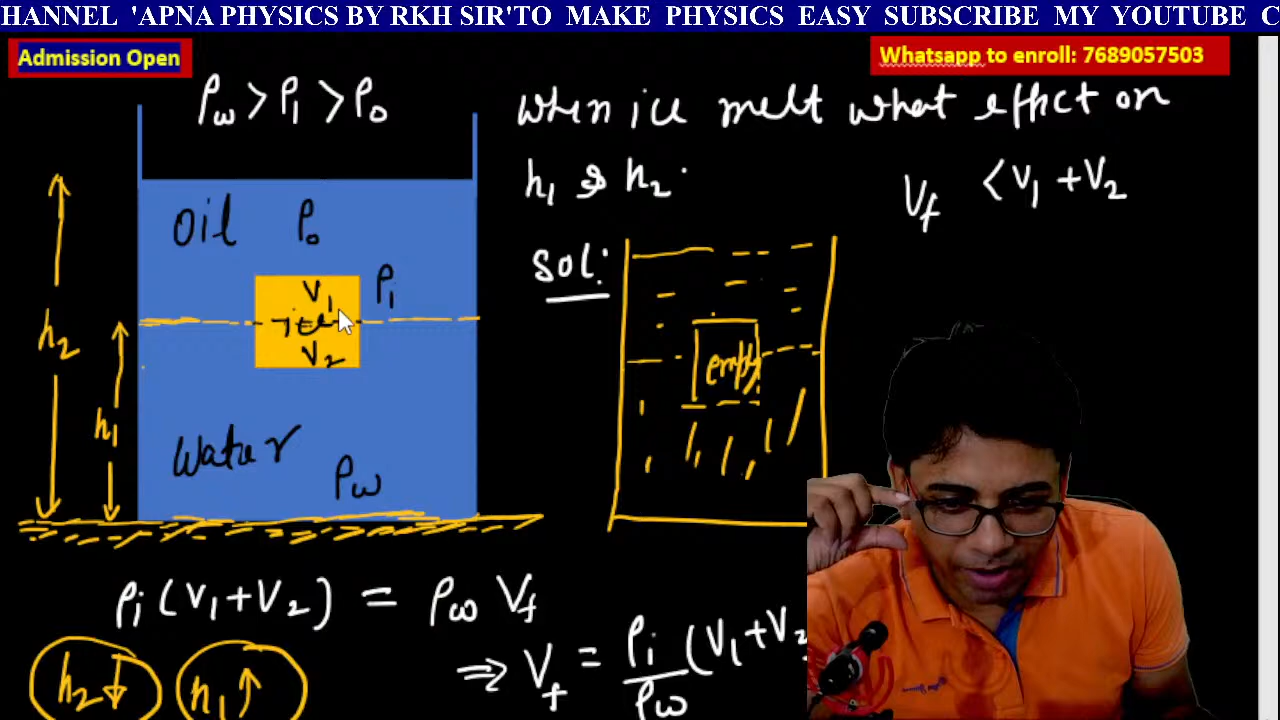 HANNEL 'APNA PHYSICS BY RKH SIR'TO MAKE PHYSICS EASY SUBSCRIBE MY YOUTUBE C
Admission Open
Whatsapp to enroll: 7689057503
ρw > ρi > ρo
when ice melt what effect on
h1 & h2.
Vf < V1 + V2
Sol:
oil ρo
V1
ρi
ice
V2
h2
h1
water
ρw
empty
ρi (V1 + V2) = ρw Vf
⇒ Vf = ρi/ρw (V1 + V2
h2 ↓ h1 ↑